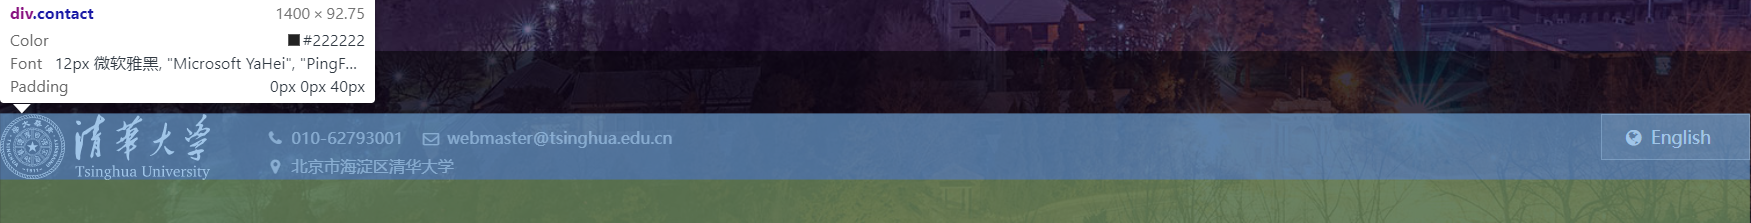 div.contact 1400 × 92.75
Color #222222
Font 12px 微软雅黑, "Microsoft YaHei", "PingF...
Padding 0px 0px 40px
清華大學
Tsinghua University
010-62793001 webmaster@tsinghua.edu.cn
北京市海淀区清华大学
English